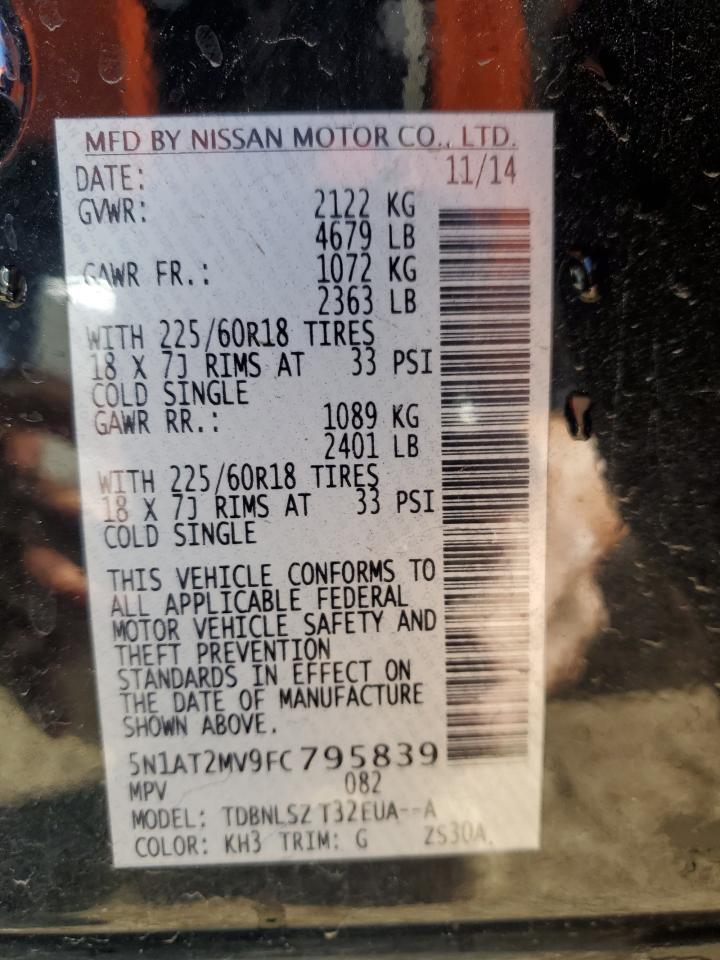 MFD BY NISSAN MOTOR CO., LTD.
DATE: 11/14
GVWR: 2122 KG
4679 LB
GAWR FR.: 1072 KG
2363 LB
WITH 225/60R18 TIRES
18 X 7J RIMS AT 33 PSI
COLD SINGLE
GAWR RR.: 1089 KG
2401 LB
WITH 225/60R18 TIRES
18 X 7J RIMS AT 33 PSI
COLD SINGLE
THIS VEHICLE CONFORMS TO
ALL APPLICABLE FEDERAL
MOTOR VEHICLE SAFETY AND
THEFT PREVENTION
STANDARDS IN EFFECT ON
THE DATE OF MANUFACTURE
SHOWN ABOVE.
5N1AT2MV9FC795839
MPV 082
MODEL: TDBNLSZ T32EUA--A
COLOR: KH3 TRIM: G ZS30A